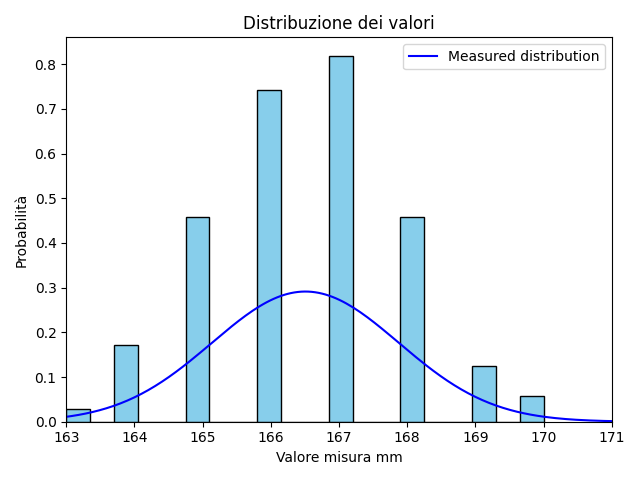 Distribuzione dei valori
Measured distribution
0.8
0.7
0.6
0.5
0.4
0.3
0.2
0.1
0.0
Probabilità
163 164 165 166 167 168 169 170 171
Valore misura mm